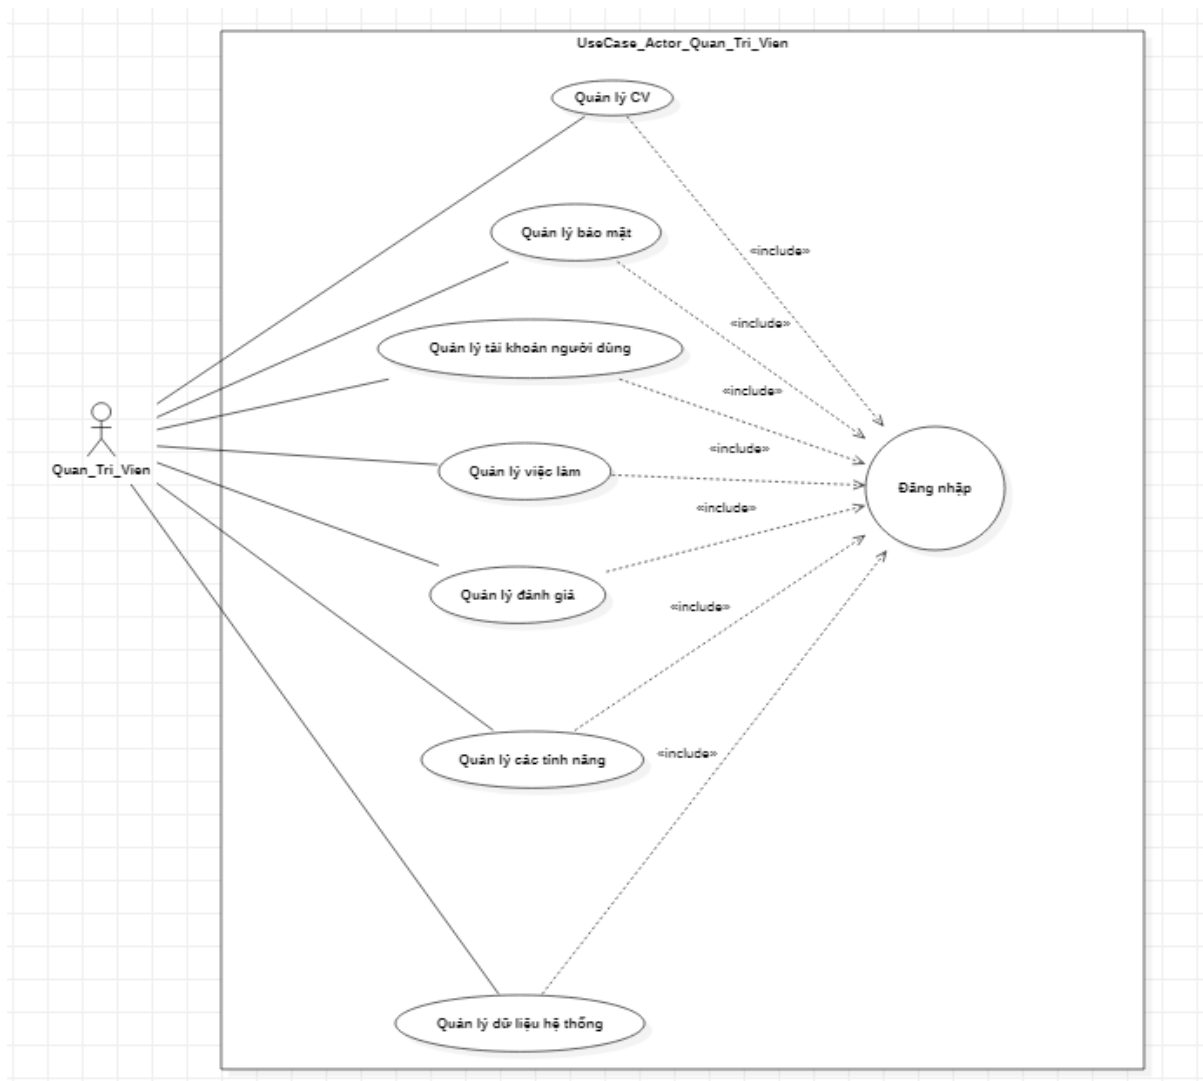 UseCase_Actor_Quan_Tri_Vien
Quản lý CV
Quản lý bảo mật
«include»
«include»
Quản lý tài khoản người dùng
«include»
Quan_Tri_Vien
«include»
Quản lý việc làm
Đăng nhập
«include»
Quản lý đánh giá
«include»
Quản lý các tính năng
«include»
Quản lý dữ liệu hệ thống